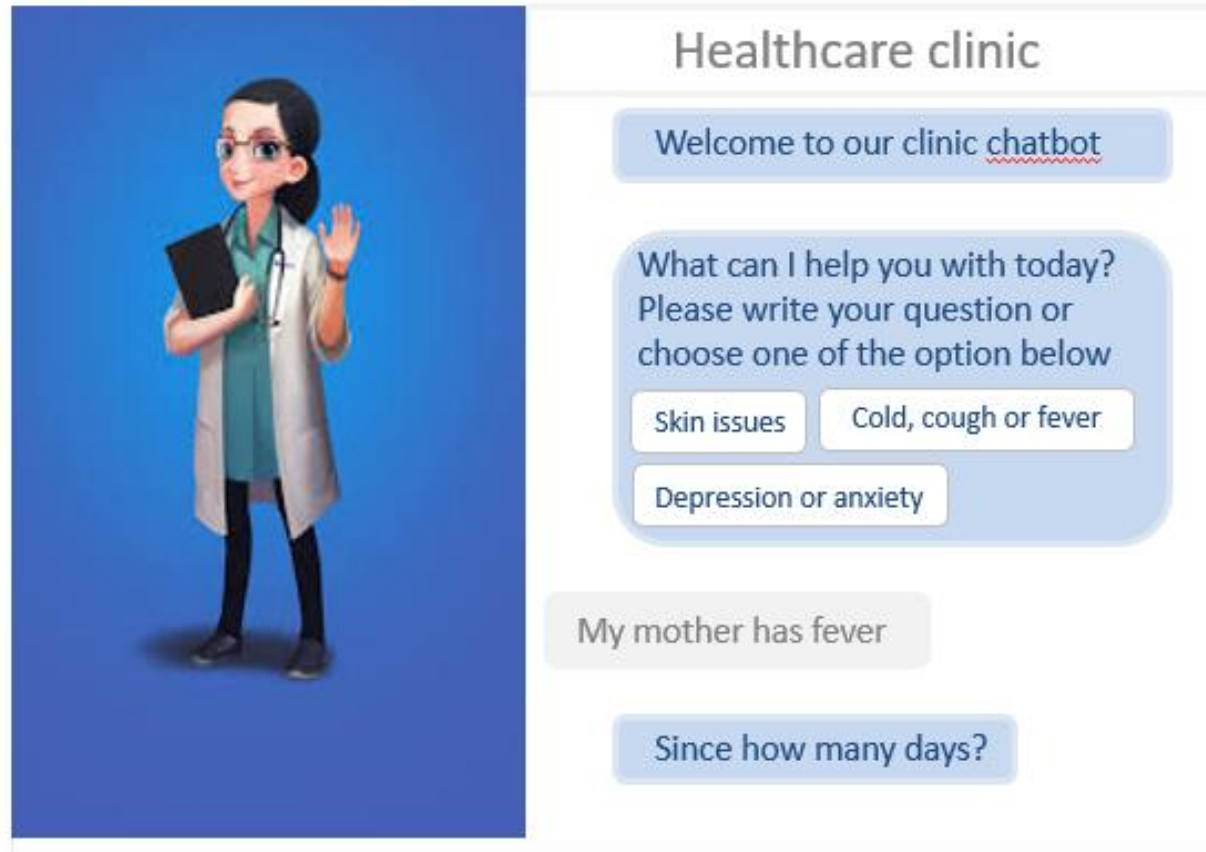 Healthcare clinic
Welcome to our clinic chatbot
What can I help you with today?
Please write your question or
choose one of the option below
Skin issues
Cold, cough or fever
Depression or anxiety
My mother has fever
Since how many days?